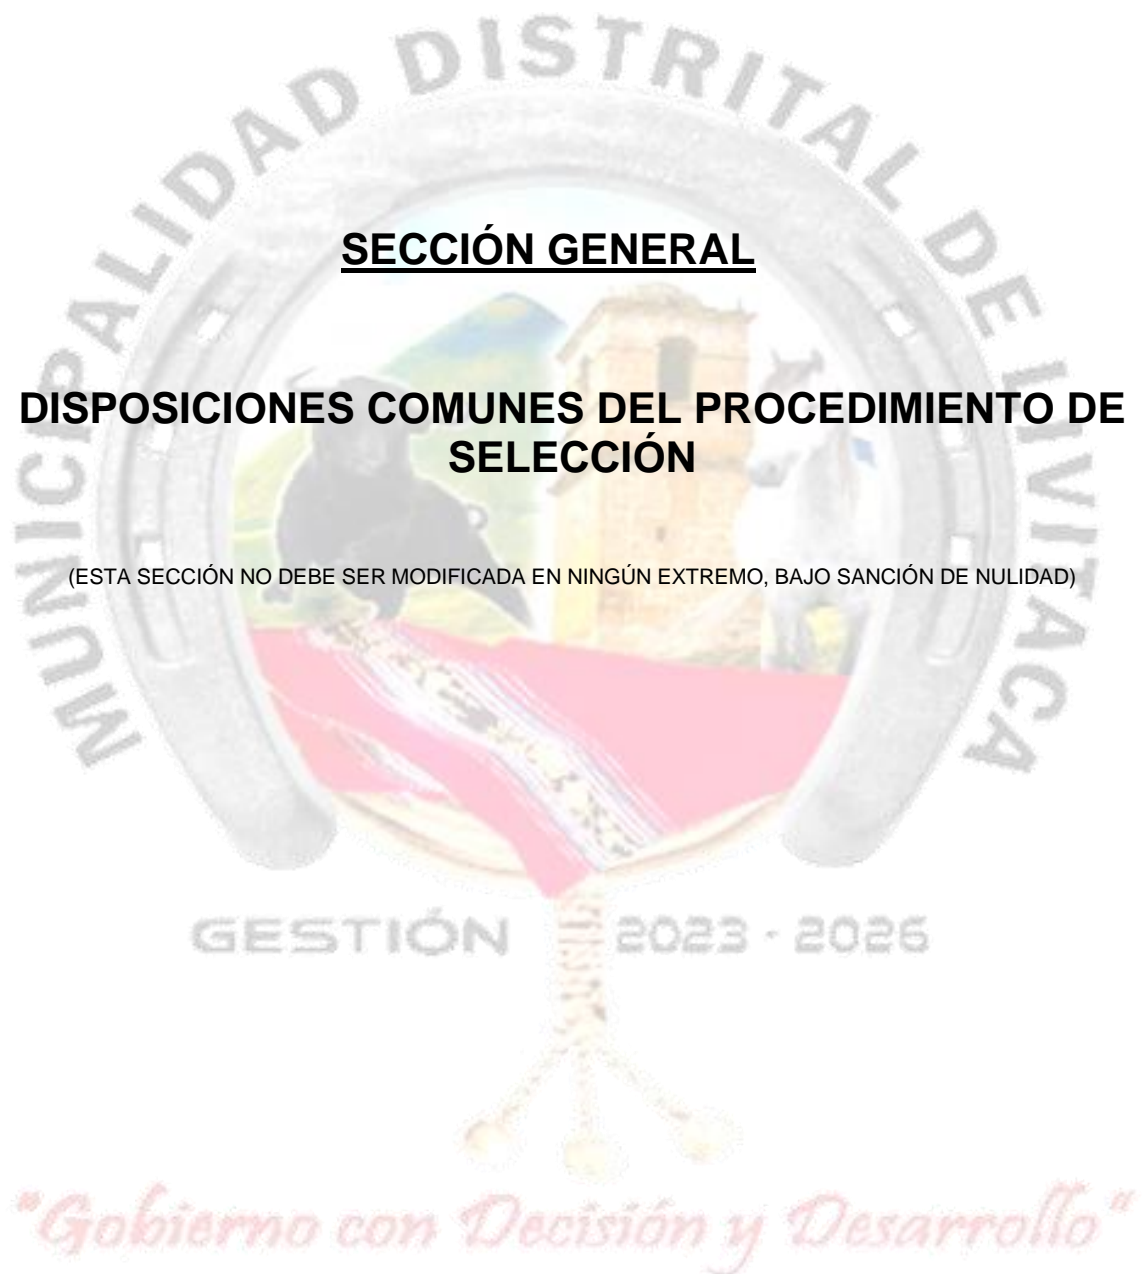 MUNICIPALIDAD DISTRITAL DE LIVITACA
SECCIÓN GENERAL
DISPOSICIONES COMUNES DEL PROCEDIMIENTO DE
SELECCIÓN
(ESTA SECCIÓN NO DEBE SER MODIFICADA EN NINGÚN EXTREMO, BAJO SANCIÓN DE NULIDAD)
GESTIÓN 2023 - 2026
"Gobierno con Decisión y Desarrollo"